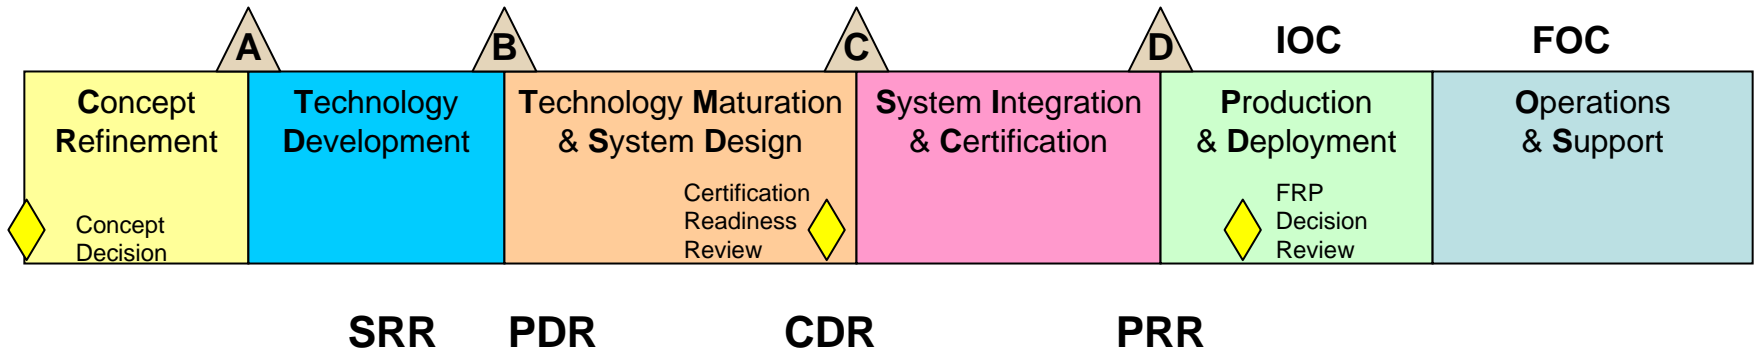 A
B
C
D
IOC
FOC
Concept
Refinement
Technology
Development
Technology Maturation
& System Design
System Integration
& Certification
Production
& Deployment
Operations
& Support
Concept
Decision
Certification
Readiness
Review
FRP
Decision
Review
SRR
PDR
CDR
PRR